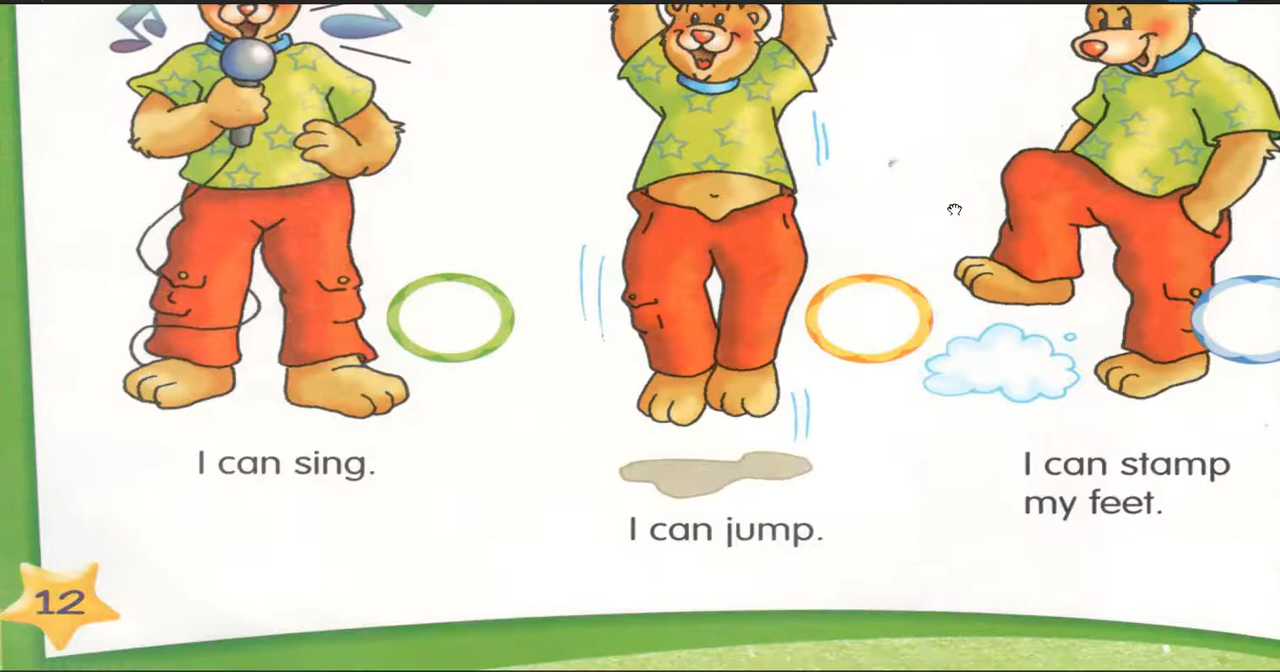 I can sing.
I can jump.
I can stamp
my feet.
12